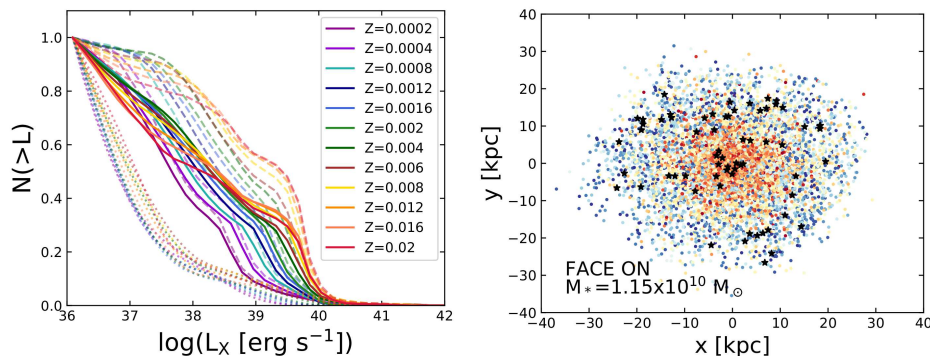 N(>L)
1.0
0.8
0.6
0.4
0.2
0.0
36
37
38
39
40
41
42
log(L_X [erg s⁻¹])
Z=0.0002
Z=0.0004
Z=0.0008
Z=0.0012
Z=0.0016
Z=0.002
Z=0.004
Z=0.006
Z=0.008
Z=0.012
Z=0.016
Z=0.02
y [kpc]
40
30
20
10
0
−10
−20
−30
−40
FACE ON
M_*=1.15x10¹⁰ M_⊙
−40
−30
−20
−10
0
10
20
30
40
x [kpc]